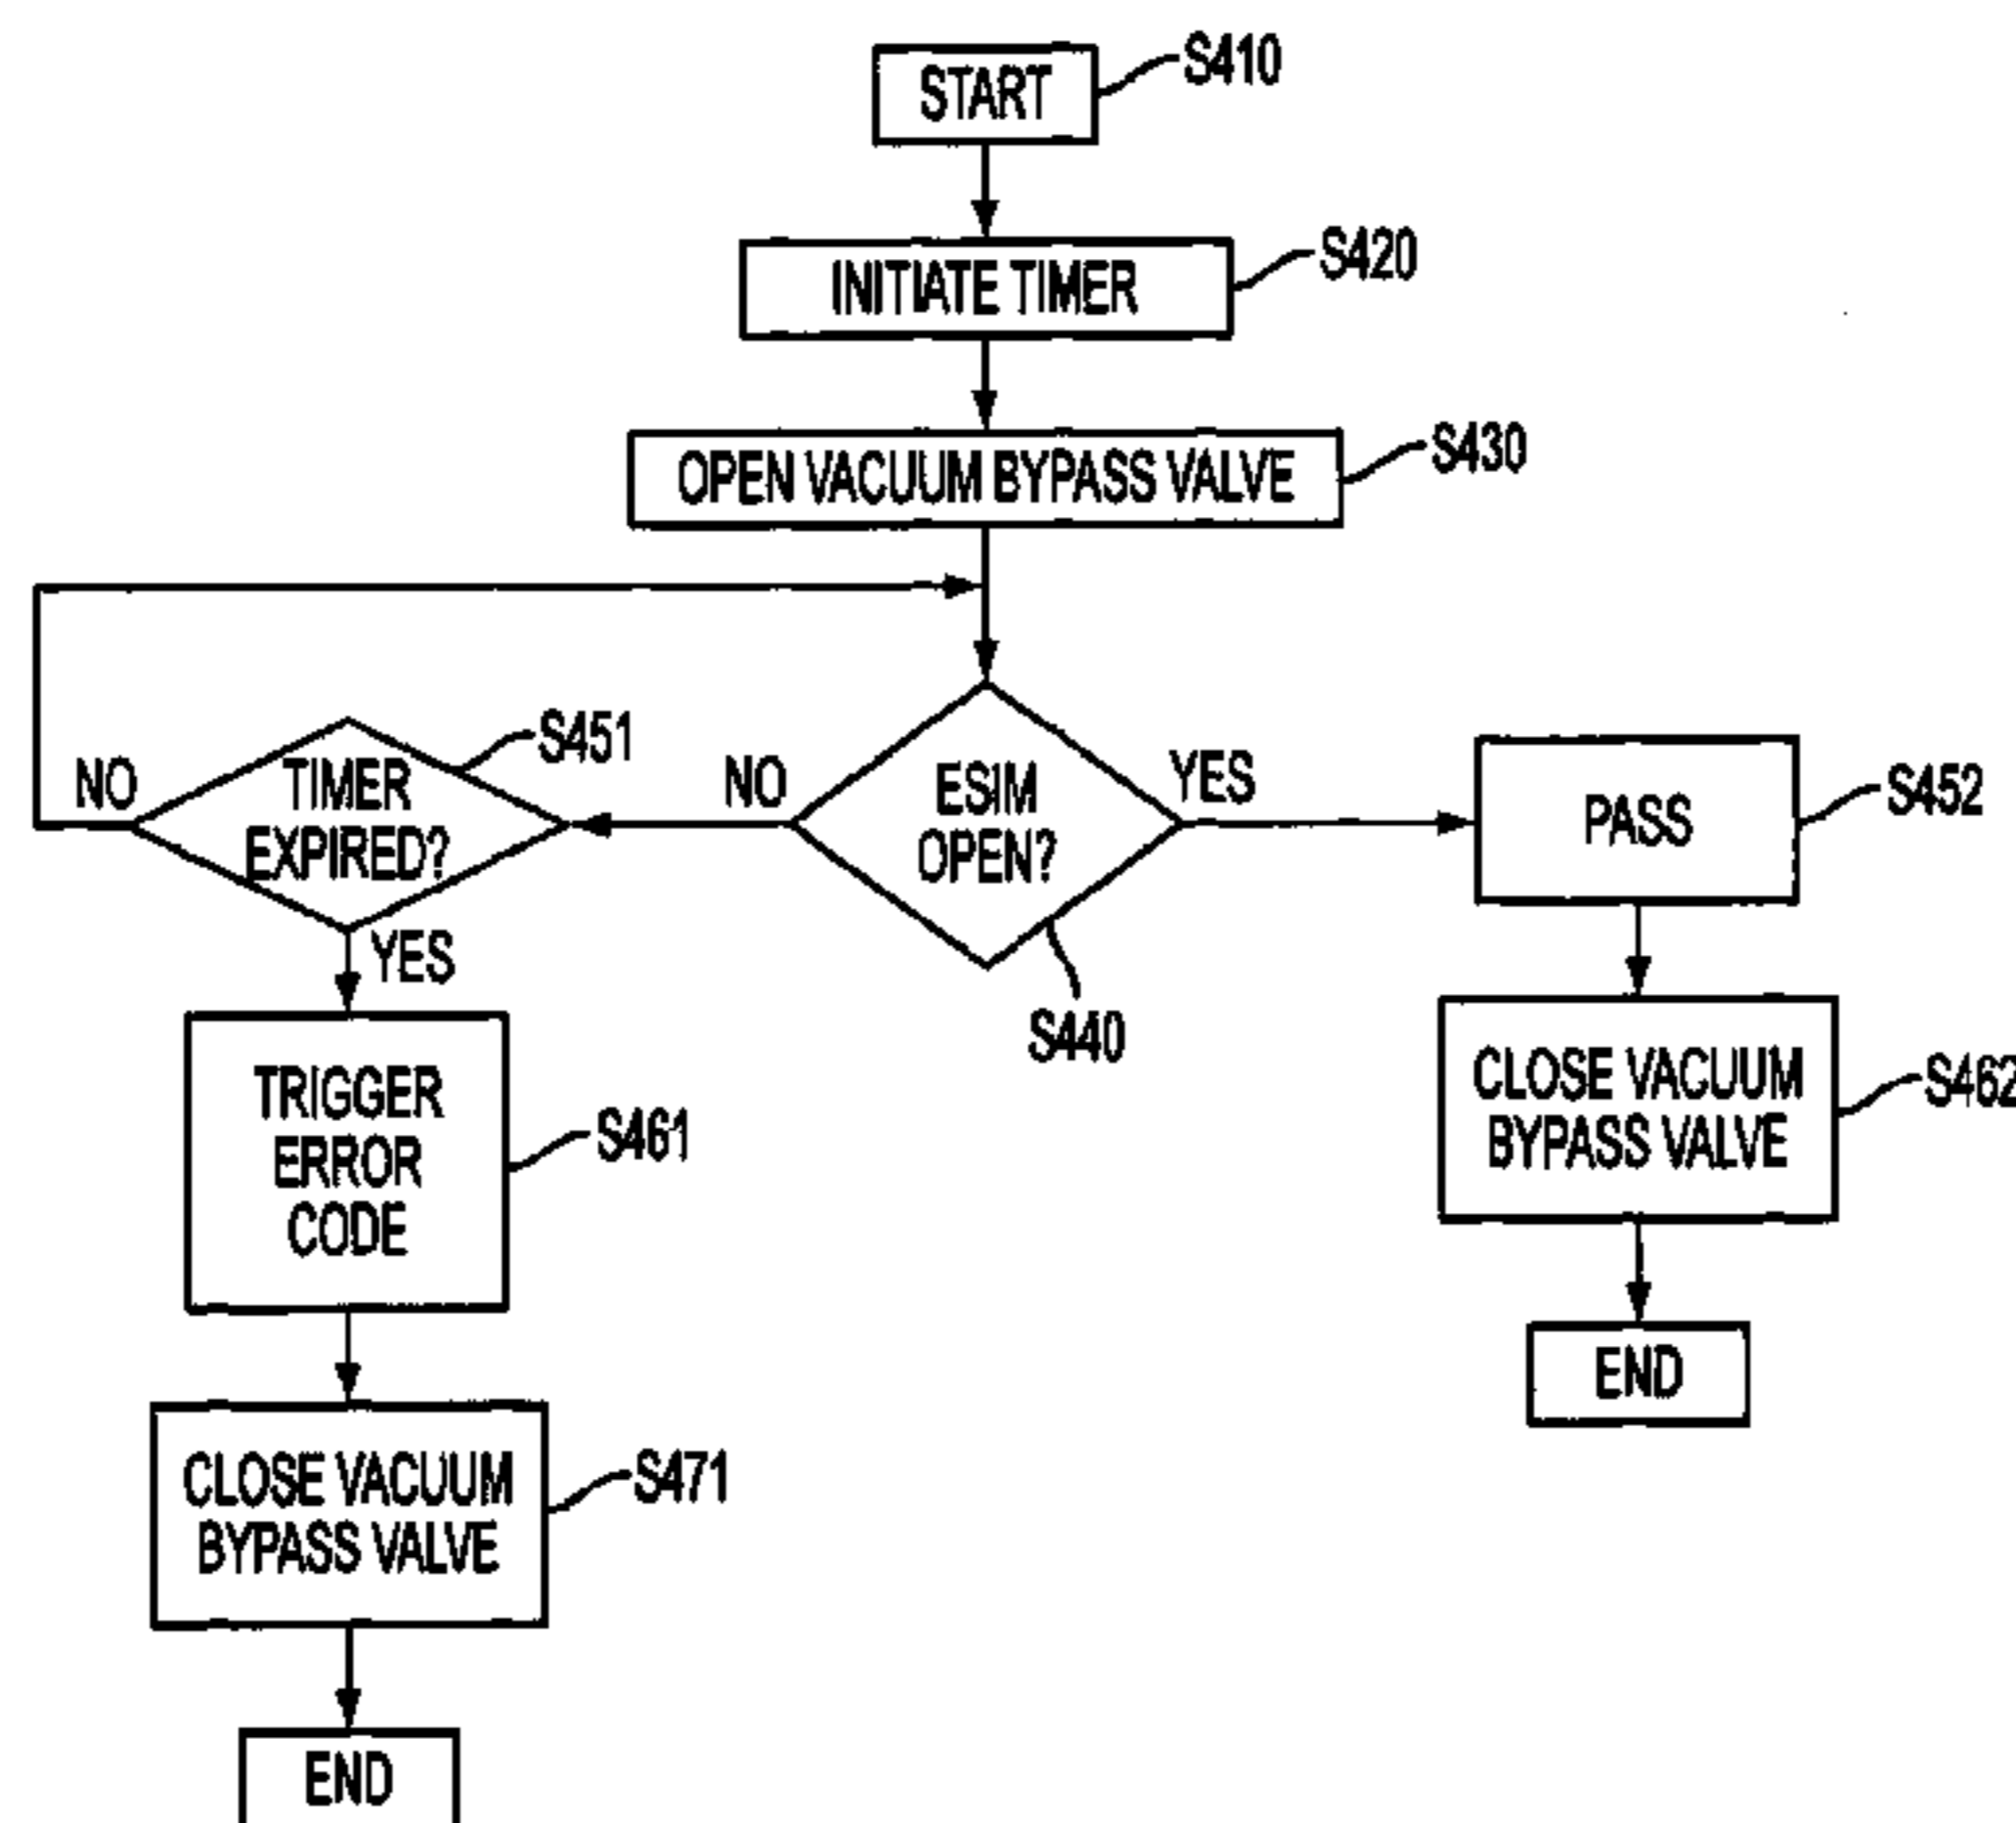 START
S410
INITIATE TIMER
S420
OPEN VACUUM BYPASS VALVE
S430
NO
TIMER
EXPIRED?
S451
YES
NO
ESIM
OPEN?
YES
S440
PASS
S452
TRIGGER
ERROR
CODE
S461
CLOSE VACUUM
BYPASS VALVE
S462
CLOSE VACUUM
BYPASS VALVE
S471
END
END